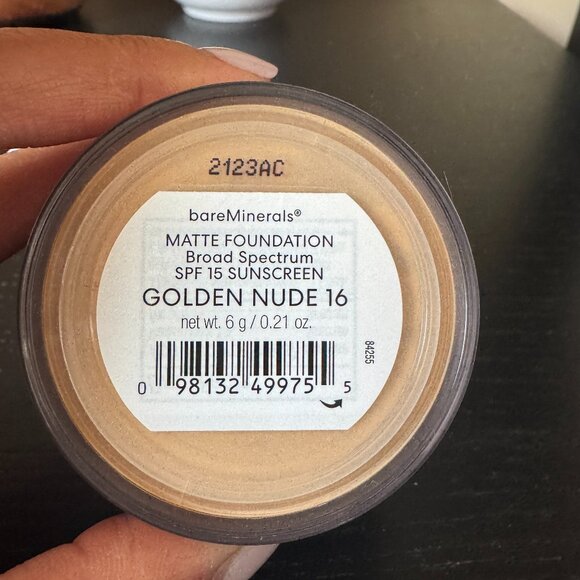 2123AC
bareMinerals®
MATTE FOUNDATION
Broad Spectrum
SPF 15 SUNSCREEN
GOLDEN NUDE 16
net wt. 6 g / 0.21 oz.
84255
0 98132 49975 5